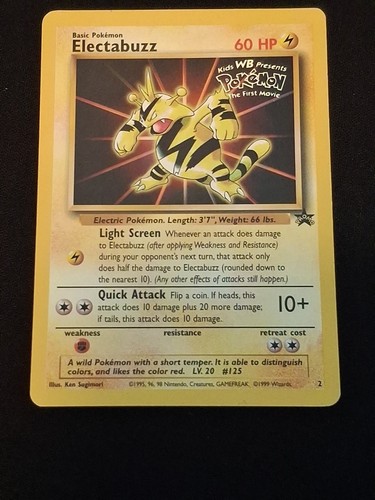 Basic Pokémon
Electabuzz
60 HP
Kids WB Presents
POKÉMON
The First Movie
Electric Pokémon. Length: 3'7", Weight: 66 lbs.
Light Screen Whenever an attack does damage
to Electabuzz (after applying Weakness and Resistance)
during your opponent's next turn, that attack only
does half the damage to Electabuzz (rounded down to
the nearest 10). (Any other effects of attacks still happen.)
Quick Attack Flip a coin. If heads, this
attack does 10 damage plus 20 more damage;
if tails, this attack does 10 damage.
10+
weakness resistance retreat cost
A wild Pokémon with a short temper. It is able to distinguish
colors, and likes the color red. LV. 20 #125
Illus. Ken Sugimori ©1995, 96, 98 Nintendo, Creatures, GAMEFREAK. ©1999 Wizards. 2